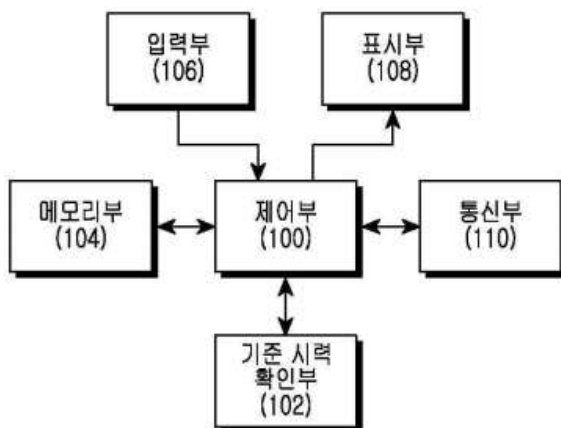 입력부
(106)
표시부
(108)
메모리부
(104)
제어부
(100)
통신부
(110)
기준 시력
확인부
(102)